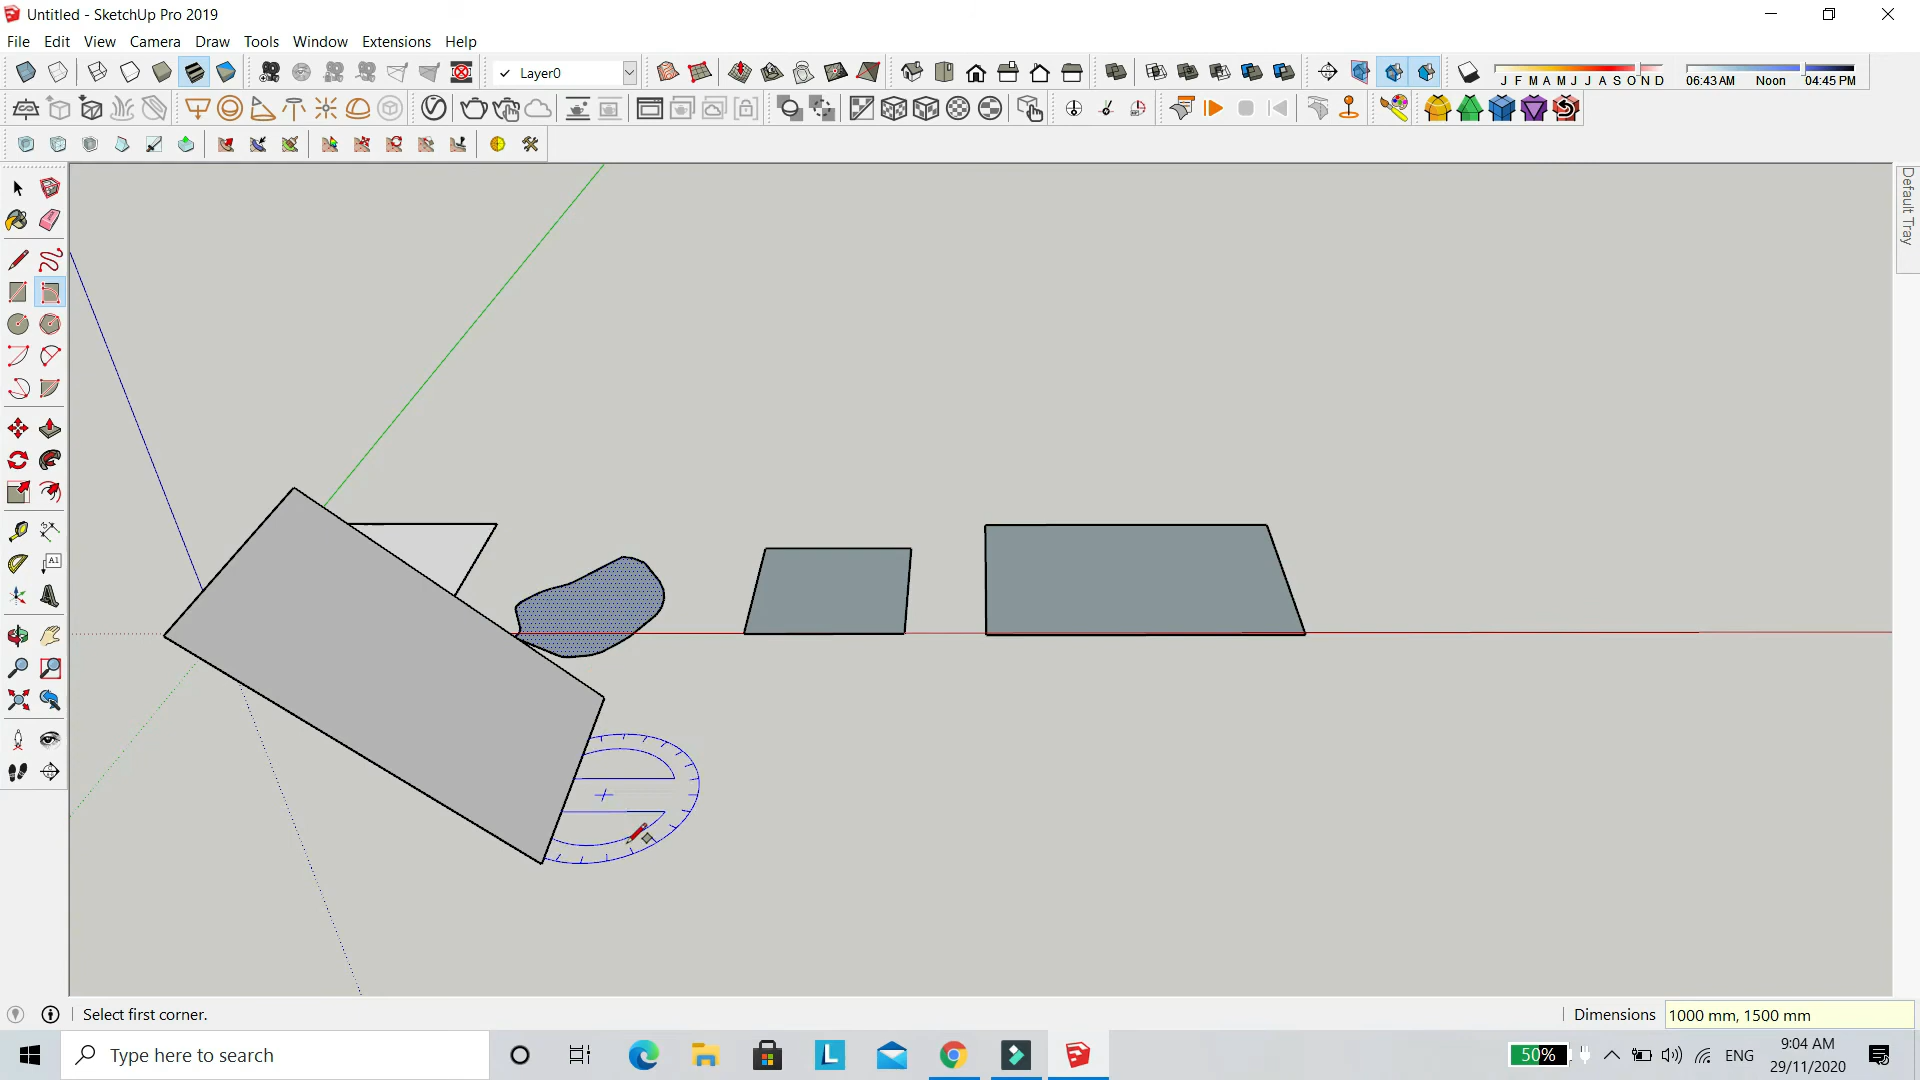 Untitled - SketchUp Pro 2019
File Edit View Camera Draw Tools Window Extensions Help
Layer0
J F M A M J J A S O N D
06:43 AM Noon 04:45 PM
A1
Default Tray
Select first corner.
Dimensions 1000 mm, 1500 mm
Type here to search
L
50%
ENG
9:04 AM
29/11/2020